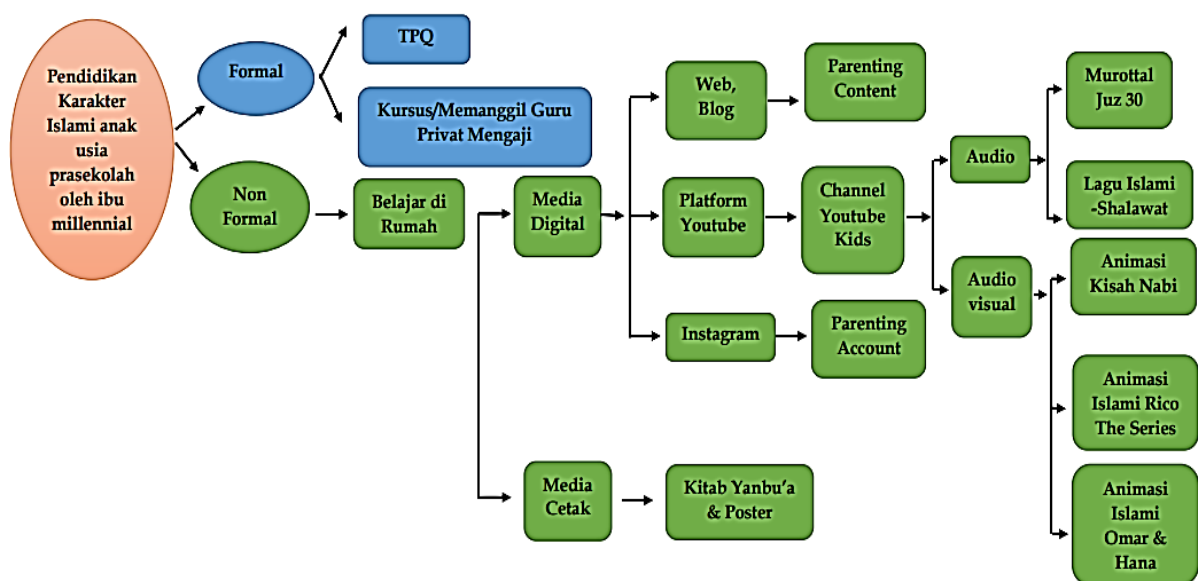 Pendidikan
Karakter
Islami anak
usia
prasekolah
oleh ibu
millennial
Formal
TPQ
Kursus/Memanggil Guru
Privat Mengaji
Non
Formal
Belajar di
Rumah
Media
Digital
Web,
Blog
Parenting
Content
Platform
Youtube
Channel
Youtube
Kids
Audio
Murottal
Juz 30
Lagu Islami
-Shalawat
Audio
visual
Animasi
Kisah Nabi
Animasi
Islami Rico
The Series
Animasi
Islami
Omar &
Hana
Instagram
Parenting
Account
Media
Cetak
Kitab Yanbu'a
& Poster